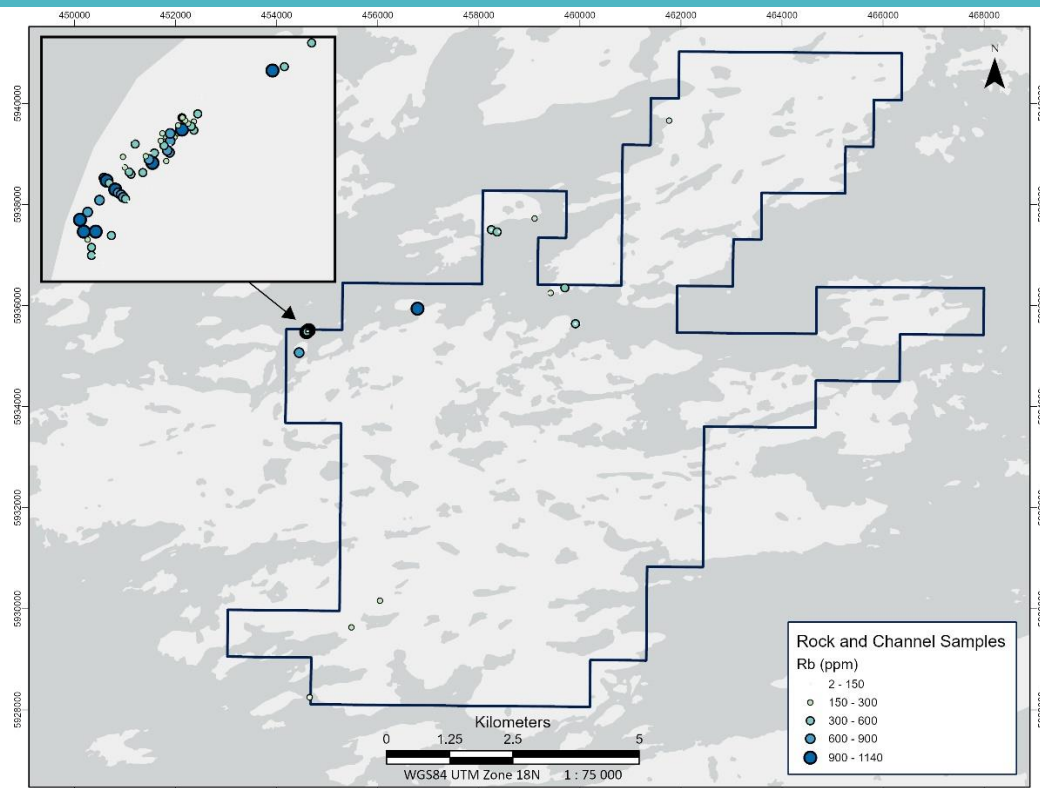 450000 452000 454000 456000 458000 460000 462000 464000 466000 468000
N
5940000
5938000
5936000
5934000
5932000
5930000
5928000
Rock and Channel Samples
Rb (ppm)
2 - 150
150 - 300
300 - 600
600 - 900
900 - 1140
Kilometers
0 1.25 2.5 5
WGS84 UTM Zone 18N 1 : 75 000